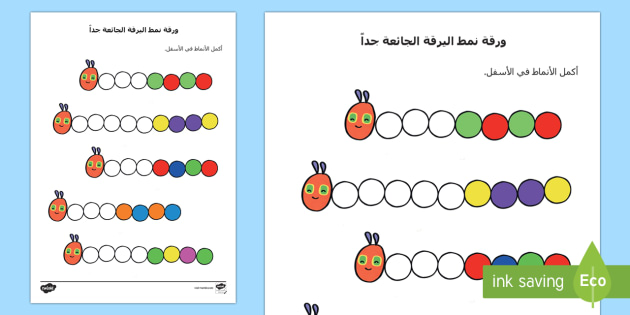 ورقة نمط اليرقة الجائعة جداً
أكمل الأنماط في الأسفل.
ورقة نمط اليرقة الجائعة جداً
أكمل الأنماط في الأسفل.
ink saving
Eco